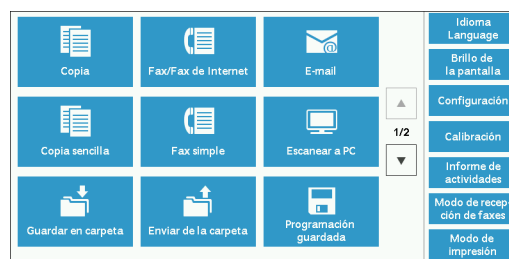 Copia
Fax/Fax de Internet
E-mail
Copia sencilla
Fax simple
Escanear a PC
Guardar en carpeta
Enviar de la carpeta
Programación
guardada
1/2
Idioma
Language
Brillo de
la pantalla
Configuración
Calibración
Informe de
actividades
Modo de recep-
ción de faxes
Modo de
impresión